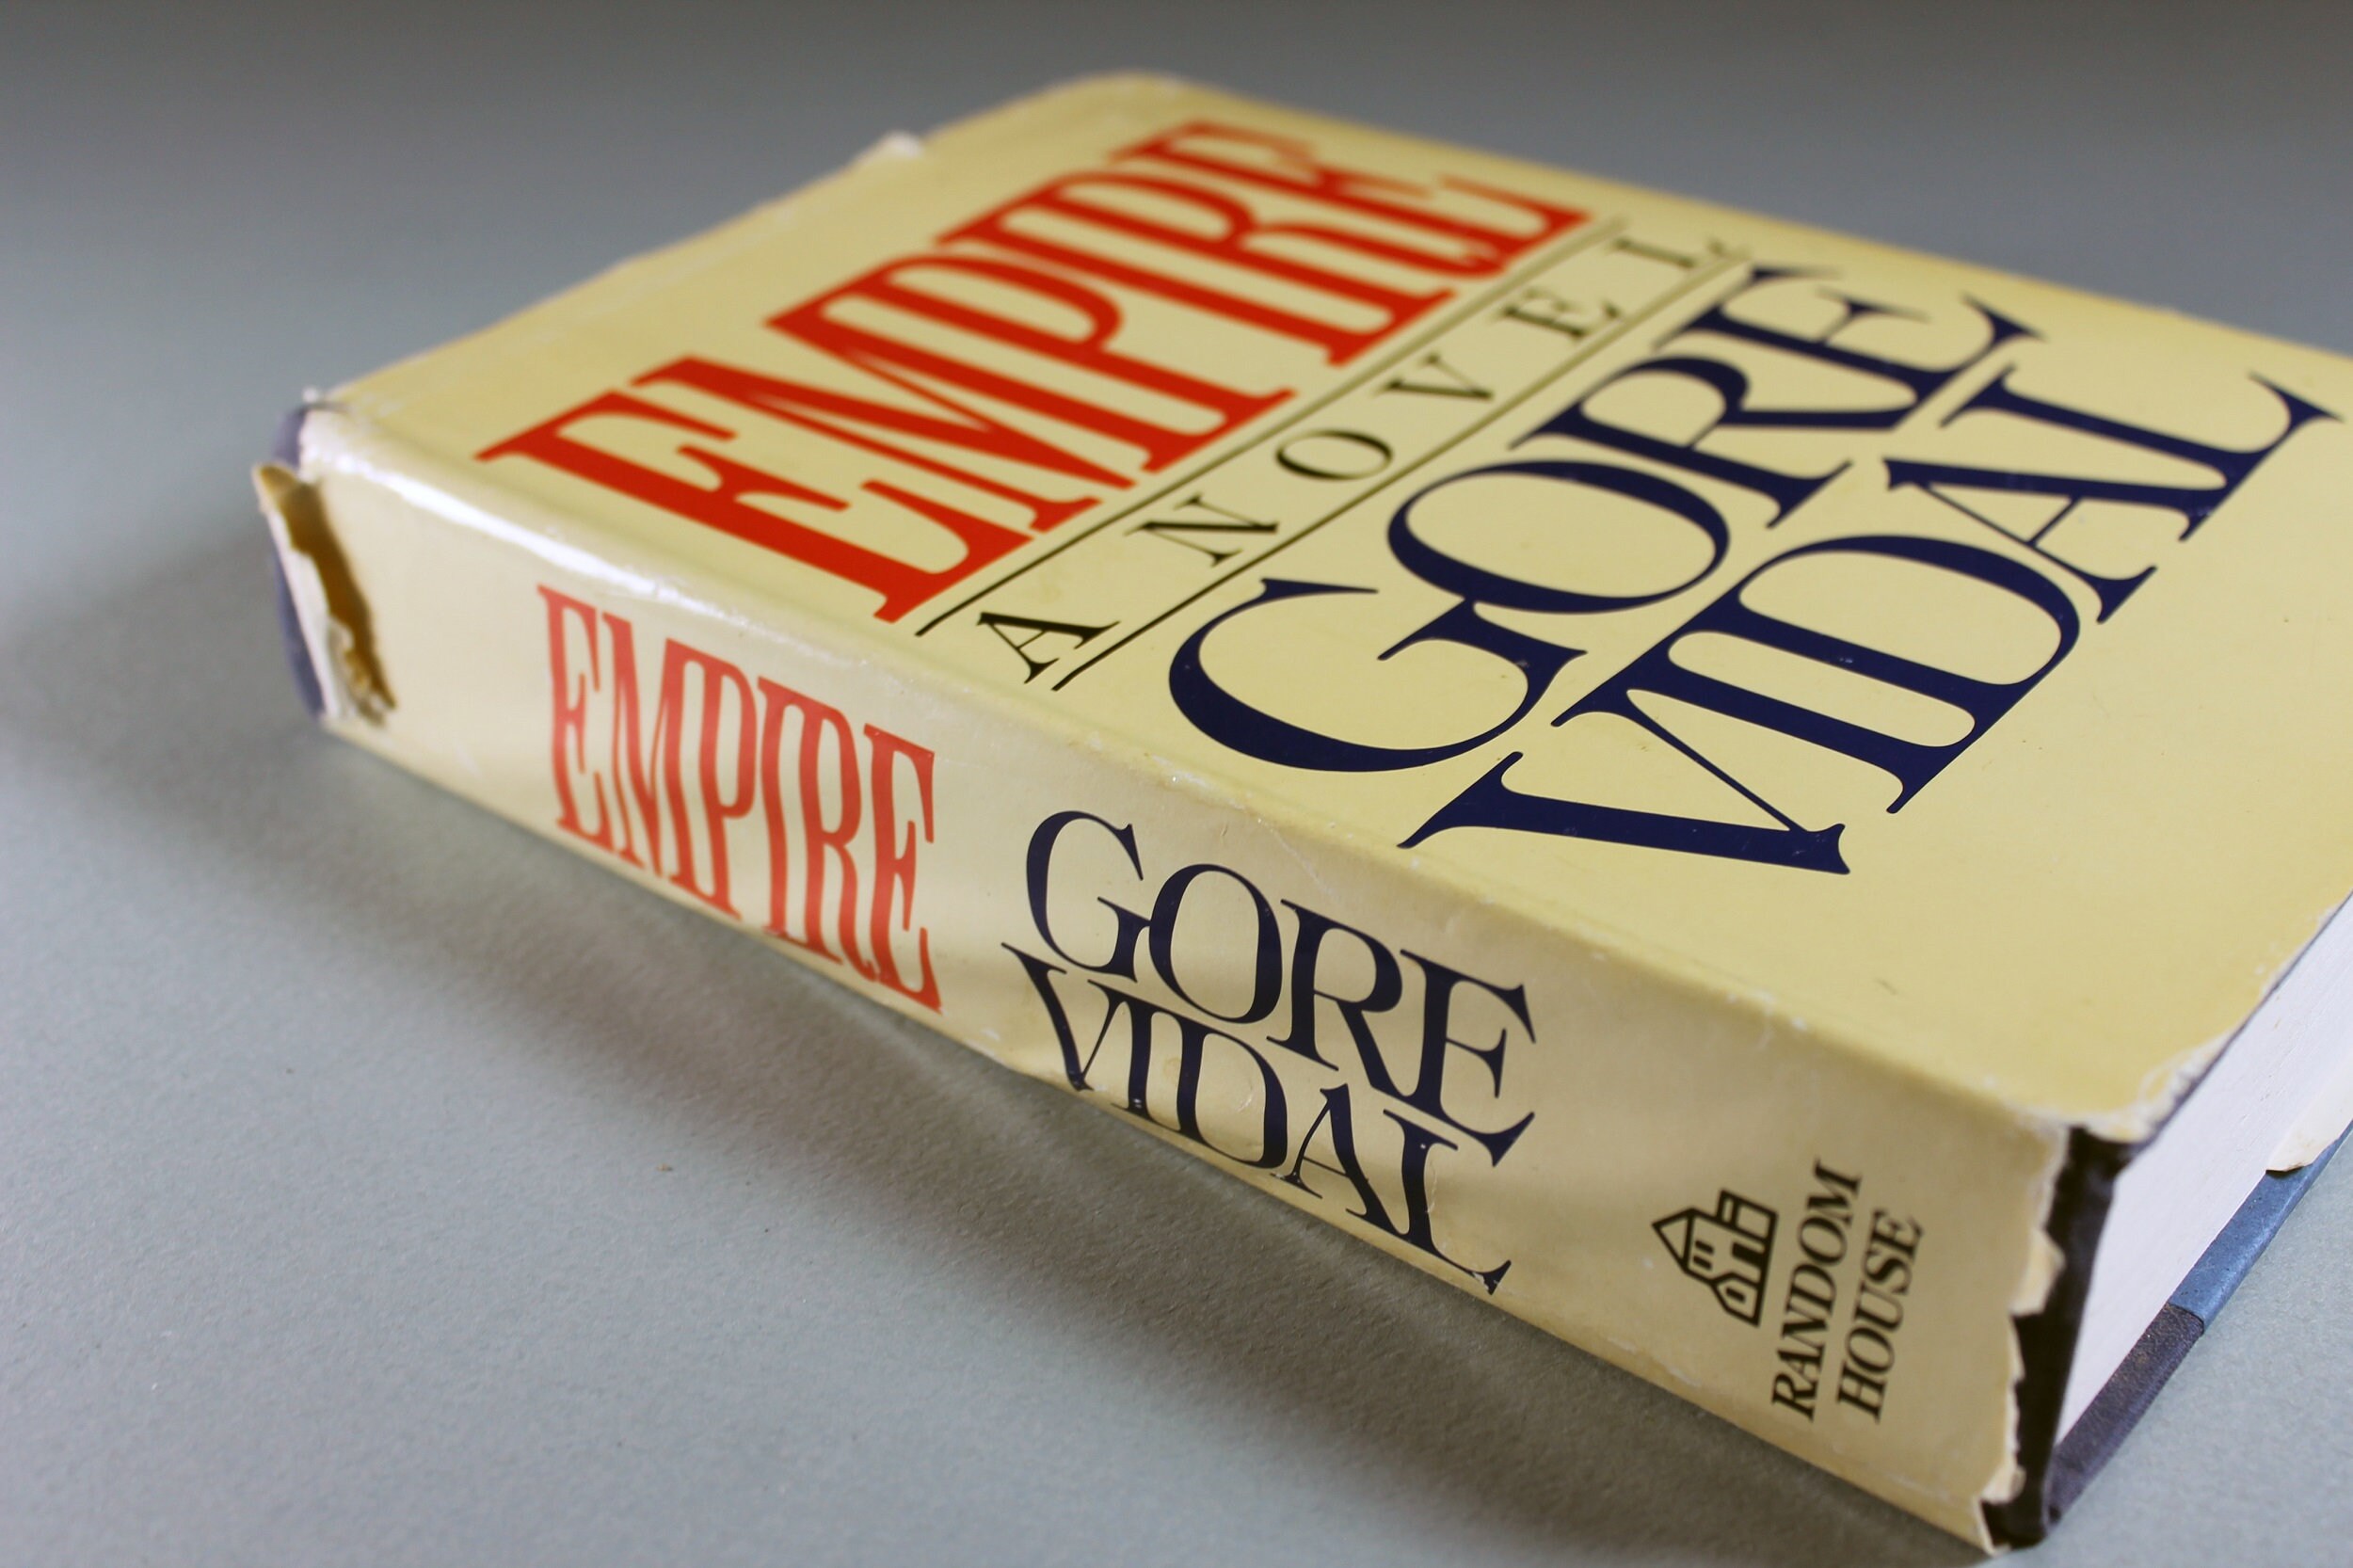 EMPIRE
A NOVEL
GORE
VIDAL
EMPIRE
GORE
VIDAL
RANDOM
HOUSE